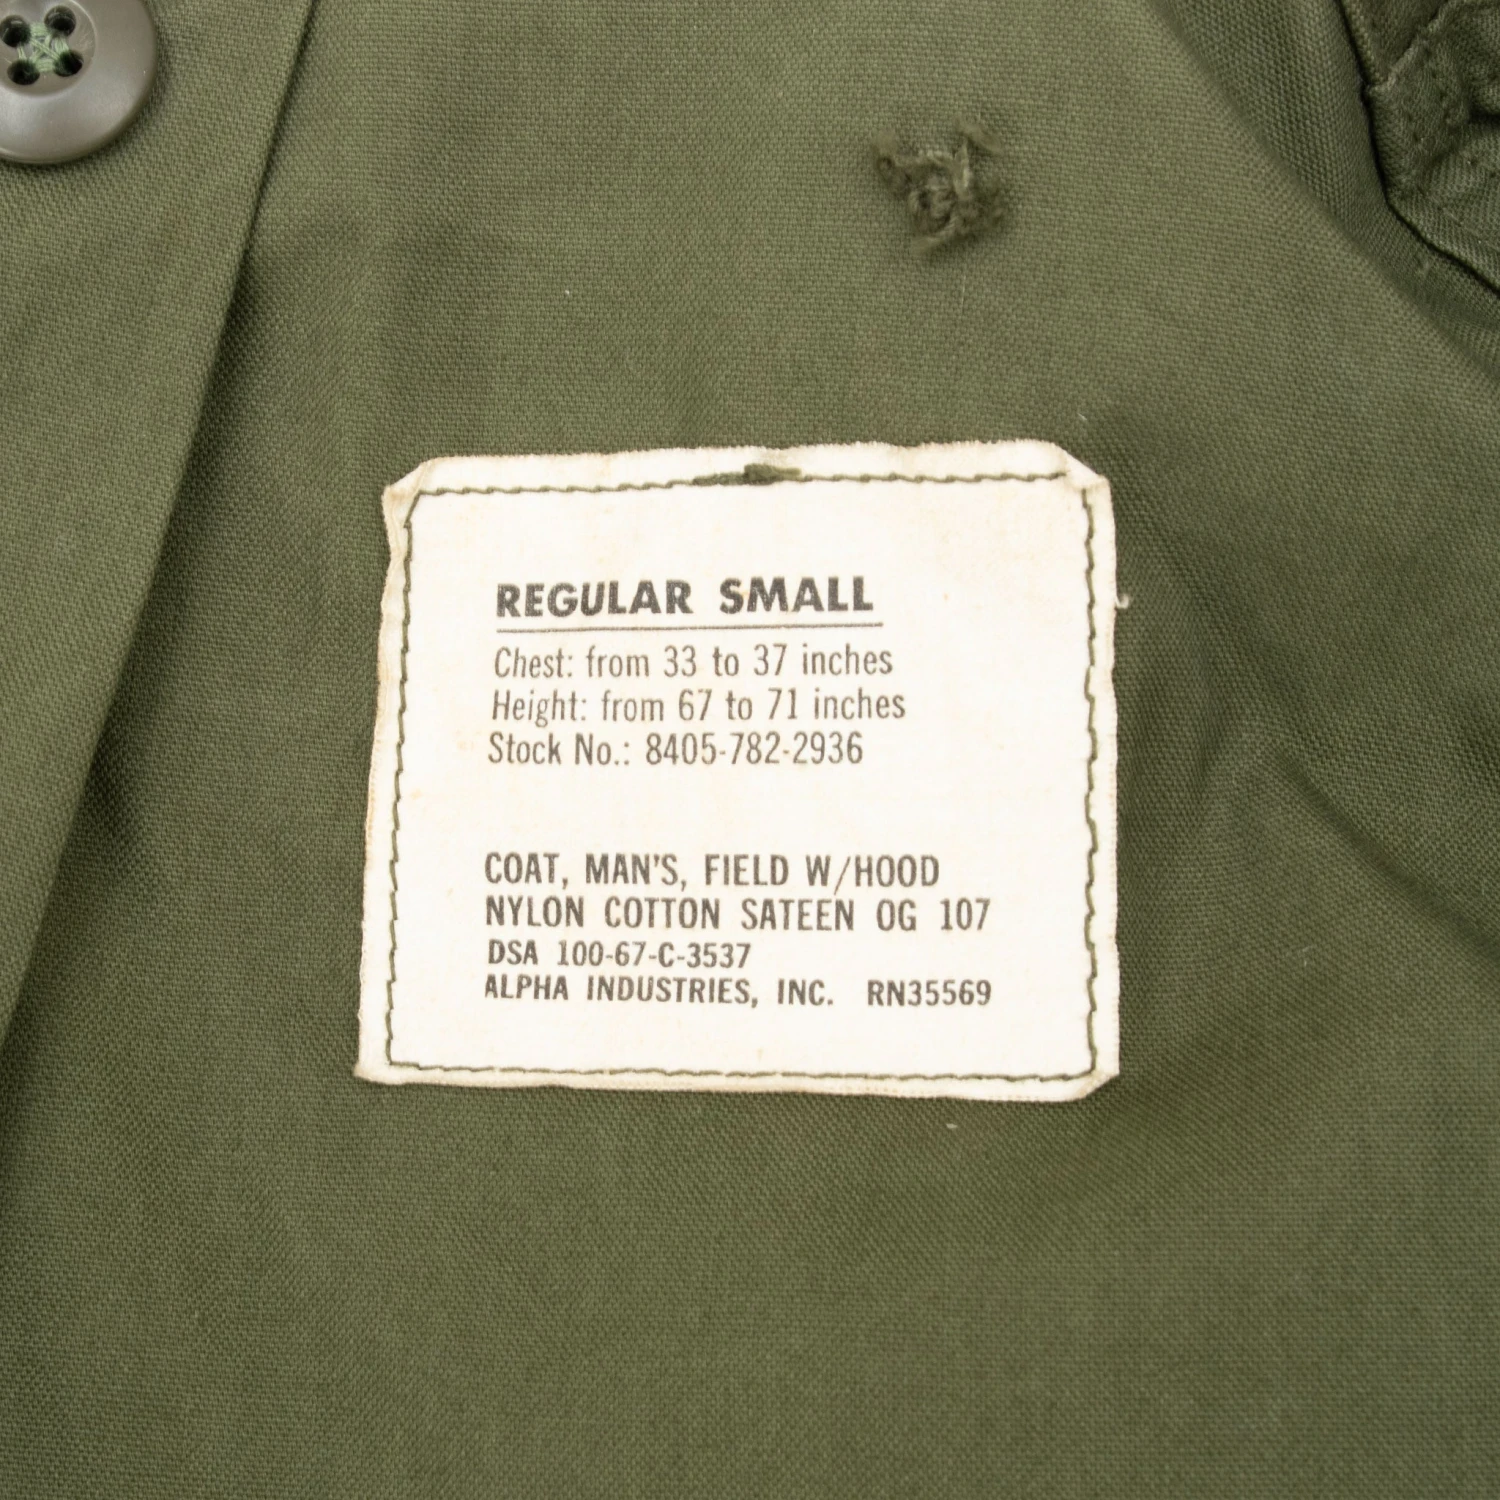 REGULAR SMALL
Chest: from 33 to 37 inches
Height: from 67 to 71 inches
Stock No.: 8405-782-2936
COAT, MAN'S, FIELD W/HOOD
NYLON COTTON SATEEN OG 107
DSA 100-67-C-3537
ALPHA INDUSTRIES, INC. RN35569